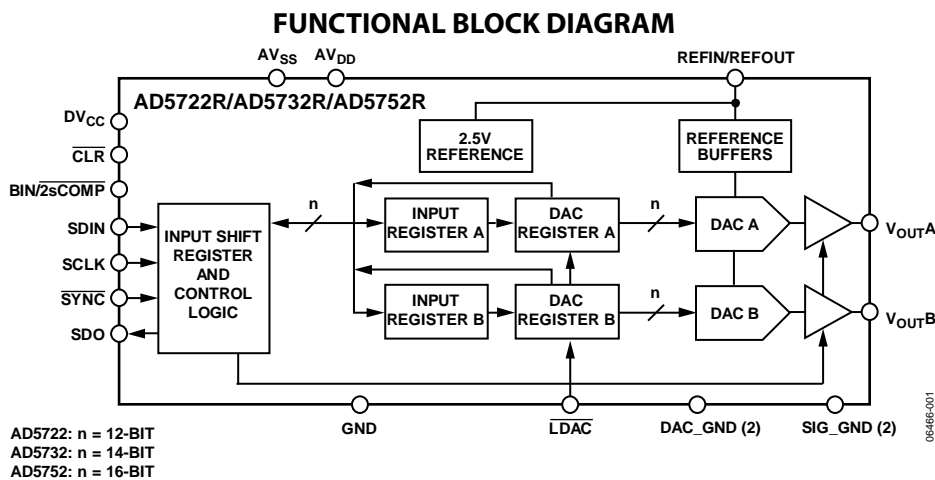 FUNCTIONAL BLOCK DIAGRAM
AVSS
AVDD
REFIN/REFOUT
AD5722R/AD5732R/AD5752R
DVCC
CLR
BIN/2sCOMP
SDIN
SCLK
SYNC
SDO
2.5V
REFERENCE
REFERENCE
BUFFERS
INPUT SHIFT
REGISTER
AND
CONTROL
LOGIC
n
INPUT
REGISTER A
DAC
REGISTER A
n
DAC A
VOUTA
INPUT
REGISTER B
DAC
REGISTER B
n
DAC B
VOUTB
GND
LDAC
DAC_GND (2)
SIG_GND (2)
06466-001
AD5722: n = 12-BIT
AD5732: n = 14-BIT
AD5752: n = 16-BIT